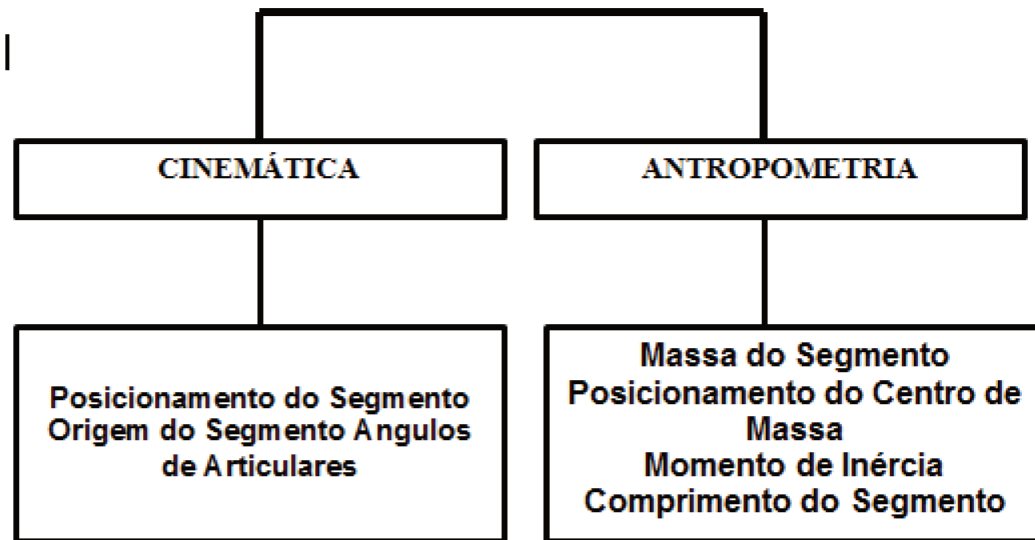 CINEMÁTICA
ANTROPOMETRIA
Posicionamento do Segmento
Origem do Segmento Angulos
de Articulares
Massa do Segmento
Posicionamento do Centro de
Massa
Momento de Inércia
Comprimento do Segmento